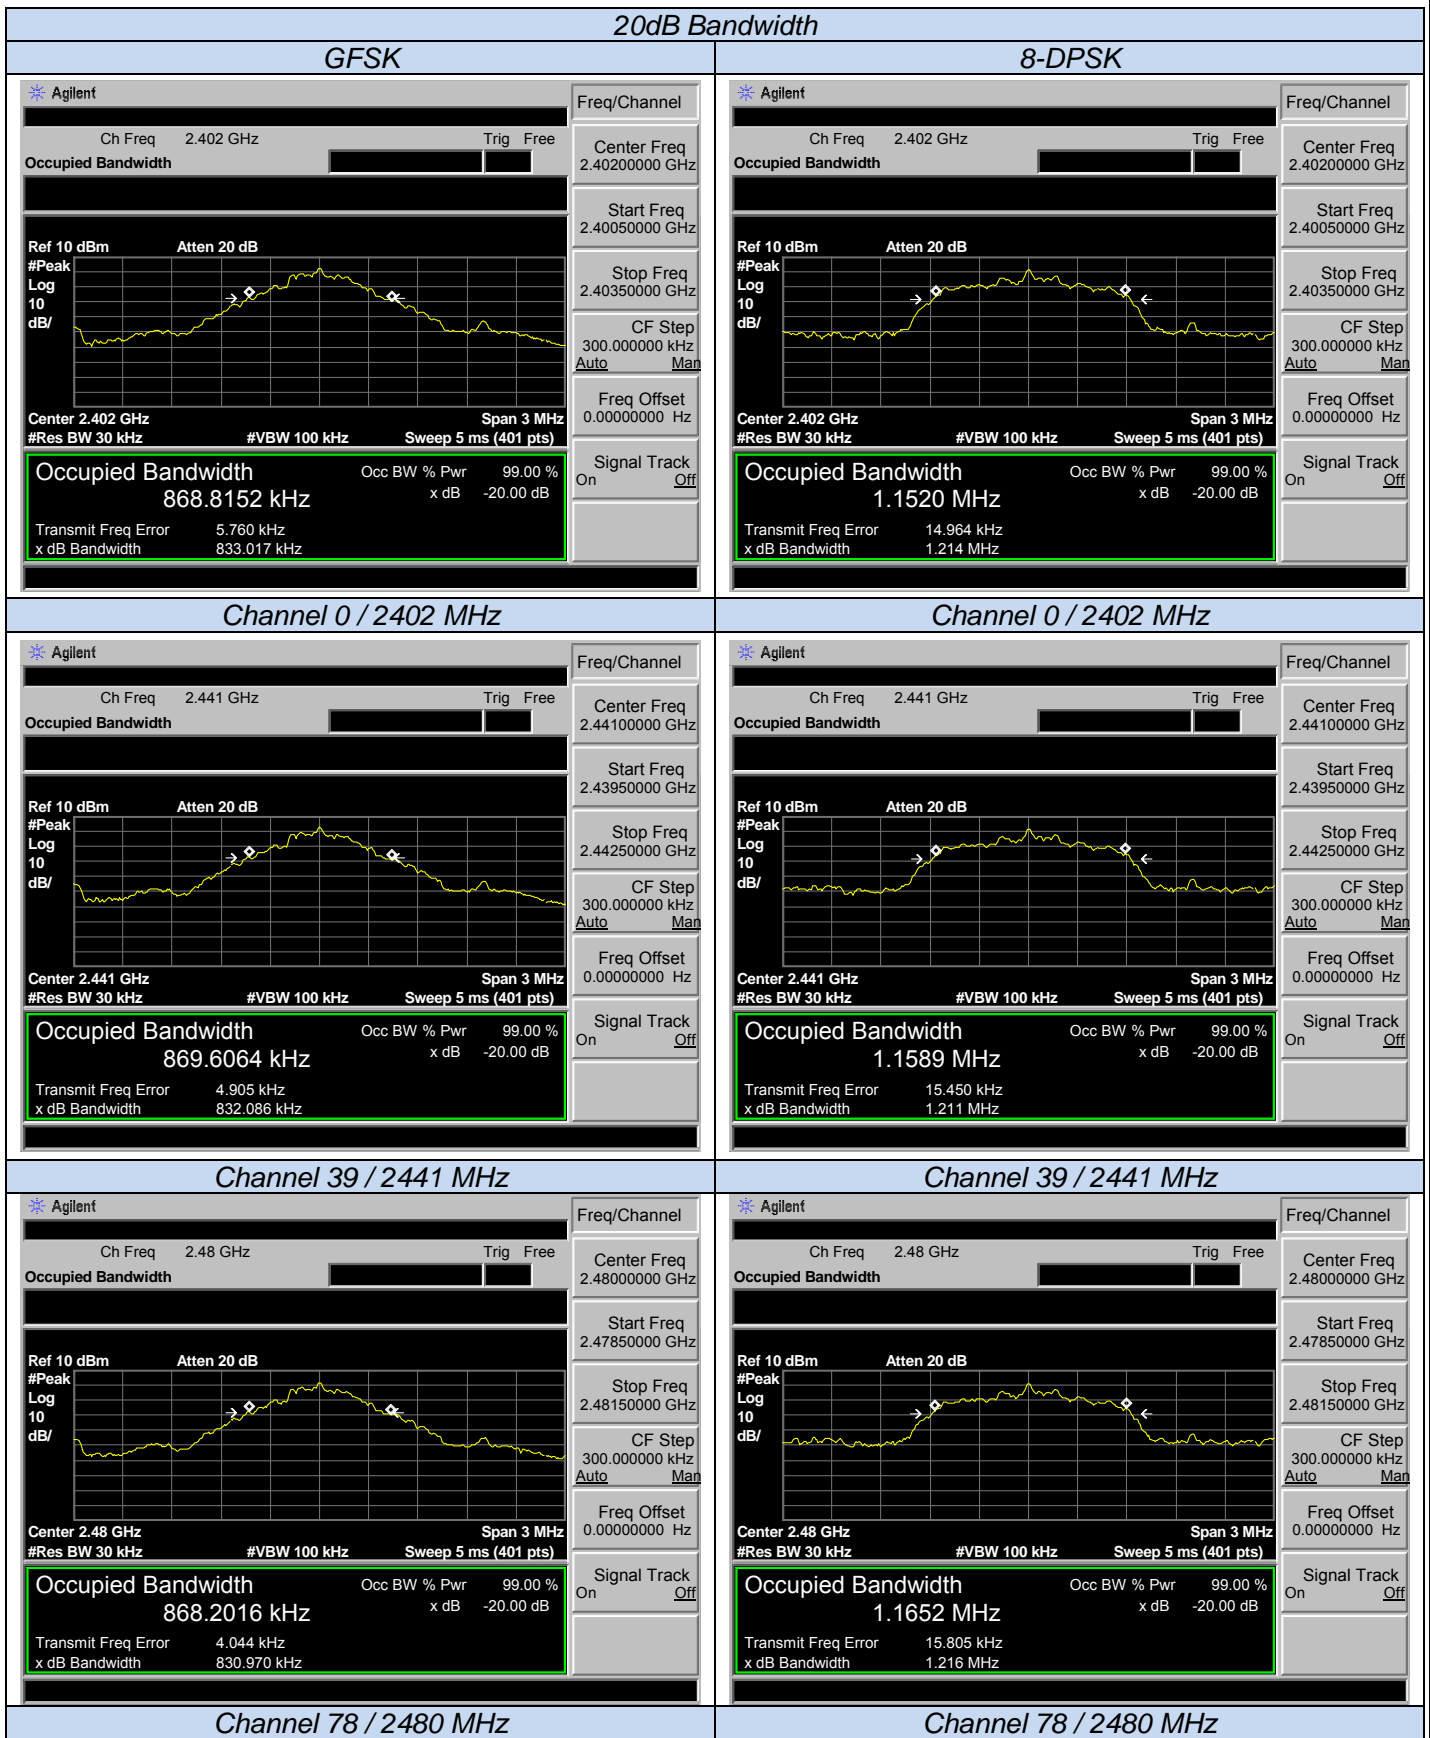 20dB Bandwidth
GFSK
8-DPSK
Agilent
Freq/Channel
Ch Freq 2.402 GHz Trig Free
Occupied Bandwidth
Center Freq
2.40200000 GHz
Start Freq
2.40050000 GHz
Ref 10 dBm Atten 20 dB
#Peak
Log
10
dB/
Stop Freq
2.40350000 GHz
CF Step
300.000000 kHz
Auto Man
Freq Offset
0.00000000 Hz
Center 2.402 GHz Span 3 MHz
#Res BW 30 kHz #VBW 100 kHz Sweep 5 ms (401 pts)
Signal Track
On Off
Occupied Bandwidth Occ BW % Pwr 99.00 %
868.8152 kHz x dB -20.00 dB
Transmit Freq Error 5.760 kHz
x dB Bandwidth 833.017 kHz
Agilent
Freq/Channel
Ch Freq 2.402 GHz Trig Free
Occupied Bandwidth
Center Freq
2.40200000 GHz
Start Freq
2.40050000 GHz
Ref 10 dBm Atten 20 dB
#Peak
Log
10
dB/
Stop Freq
2.40350000 GHz
CF Step
300.000000 kHz
Auto Man
Freq Offset
0.00000000 Hz
Center 2.402 GHz Span 3 MHz
#Res BW 30 kHz #VBW 100 kHz Sweep 5 ms (401 pts)
Signal Track
On Off
Occupied Bandwidth Occ BW % Pwr 99.00 %
1.1520 MHz x dB -20.00 dB
Transmit Freq Error 14.964 kHz
x dB Bandwidth 1.214 MHz
Channel 0 / 2402 MHz
Channel 0 / 2402 MHz
Agilent
Freq/Channel
Ch Freq 2.441 GHz Trig Free
Occupied Bandwidth
Center Freq
2.44100000 GHz
Start Freq
2.43950000 GHz
Ref 10 dBm Atten 20 dB
#Peak
Log
10
dB/
Stop Freq
2.44250000 GHz
CF Step
300.000000 kHz
Auto Man
Freq Offset
0.00000000 Hz
Center 2.441 GHz Span 3 MHz
#Res BW 30 kHz #VBW 100 kHz Sweep 5 ms (401 pts)
Signal Track
On Off
Occupied Bandwidth Occ BW % Pwr 99.00 %
869.6064 kHz x dB -20.00 dB
Transmit Freq Error 4.905 kHz
x dB Bandwidth 832.086 kHz
Agilent
Freq/Channel
Ch Freq 2.441 GHz Trig Free
Occupied Bandwidth
Center Freq
2.44100000 GHz
Start Freq
2.43950000 GHz
Ref 10 dBm Atten 20 dB
#Peak
Log
10
dB/
Stop Freq
2.44250000 GHz
CF Step
300.000000 kHz
Auto Man
Freq Offset
0.00000000 Hz
Center 2.441 GHz Span 3 MHz
#Res BW 30 kHz #VBW 100 kHz Sweep 5 ms (401 pts)
Signal Track
On Off
Occupied Bandwidth Occ BW % Pwr 99.00 %
1.1589 MHz x dB -20.00 dB
Transmit Freq Error 15.450 kHz
x dB Bandwidth 1.211 MHz
Channel 39 / 2441 MHz
Channel 39 / 2441 MHz
Agilent
Freq/Channel
Ch Freq 2.48 GHz Trig Free
Occupied Bandwidth
Center Freq
2.48000000 GHz
Start Freq
2.47850000 GHz
Ref 10 dBm Atten 20 dB
#Peak
Log
10
dB/
Stop Freq
2.48150000 GHz
CF Step
300.000000 kHz
Auto Man
Freq Offset
0.00000000 Hz
Center 2.48 GHz Span 3 MHz
#Res BW 30 kHz #VBW 100 kHz Sweep 5 ms (401 pts)
Signal Track
On Off
Occupied Bandwidth Occ BW % Pwr 99.00 %
868.2016 kHz x dB -20.00 dB
Transmit Freq Error 4.044 kHz
x dB Bandwidth 830.970 kHz
Agilent
Freq/Channel
Ch Freq 2.48 GHz Trig Free
Occupied Bandwidth
Center Freq
2.48000000 GHz
Start Freq
2.47850000 GHz
Ref 10 dBm Atten 20 dB
#Peak
Log
10
dB/
Stop Freq
2.48150000 GHz
CF Step
300.000000 kHz
Auto Man
Freq Offset
0.00000000 Hz
Center 2.48 GHz Span 3 MHz
#Res BW 30 kHz #VBW 100 kHz Sweep 5 ms (401 pts)
Signal Track
On Off
Occupied Bandwidth Occ BW % Pwr 99.00 %
1.1652 MHz x dB -20.00 dB
Transmit Freq Error 15.805 kHz
x dB Bandwidth 1.216 MHz
Channel 78 / 2480 MHz
Channel 78 / 2480 MHz